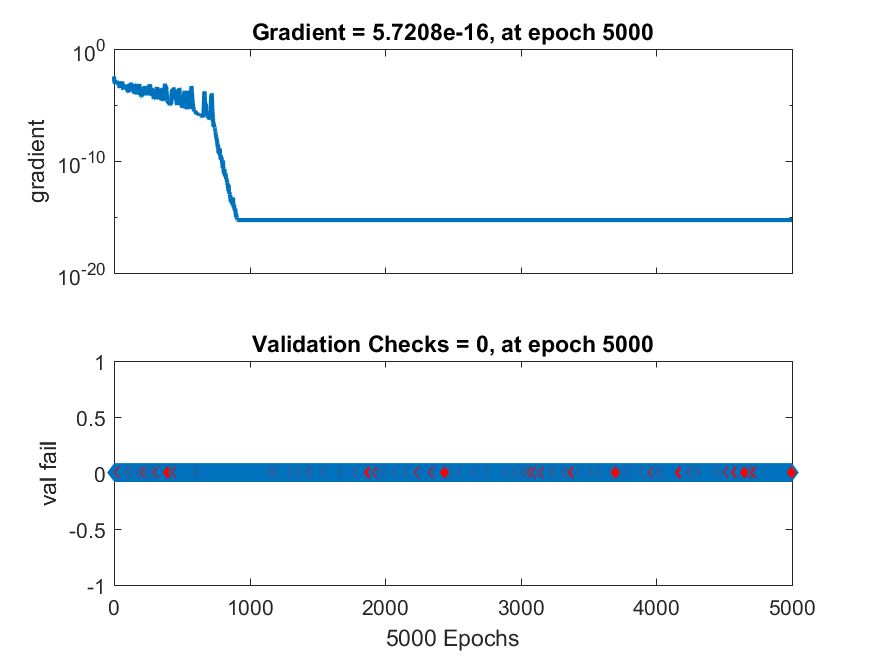 Gradient = 5.7208e-16, at epoch 5000
10^0
10^-10
10^-20
gradient
Validation Checks = 0, at epoch 5000
1
0.5
0
-0.5
-1
val fail
0 1000 2000 3000 4000 5000
5000 Epochs